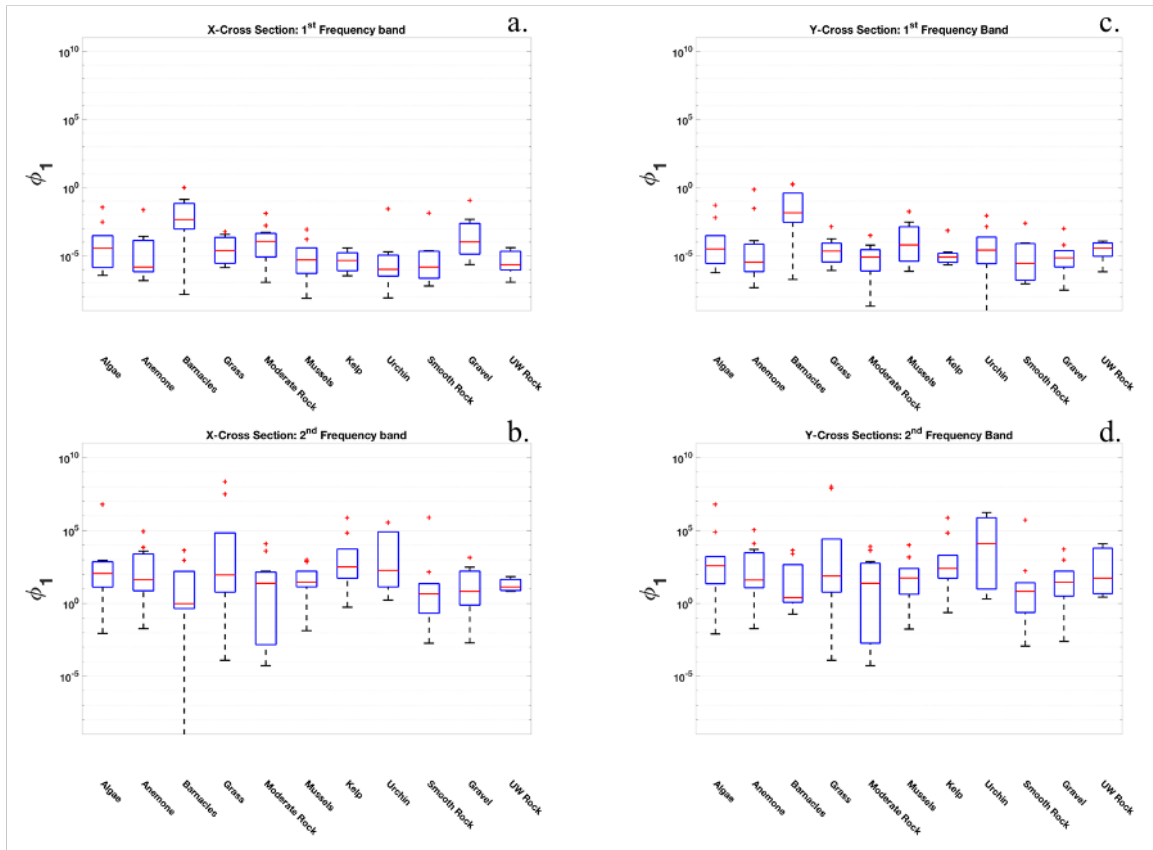 X-Cross Section: 1st Frequency band
a.
10^10
10^5
10^0
10^-5
ϕ1
Algae
Anemone
Barnacles
Grass
Moderate Rock
Mussels
Kelp
Urchin
Smooth Rock
Gravel
UW Rock
Y-Cross Section: 1st Frequency Band
c.
10^10
10^5
10^0
10^-5
ϕ1
Algae
Anemone
Barnacles
Grass
Moderate Rock
Mussels
Kelp
Urchin
Smooth Rock
Gravel
UW Rock
X-Cross Section: 2nd Frequency band
b.
10^10
10^5
10^0
10^-5
ϕ1
Algae
Anemone
Barnacles
Grass
Moderate Rock
Mussels
Kelp
Urchin
Smooth Rock
Gravel
UW Rock
Y-Cross Sections: 2nd Frequency Band
d.
10^10
10^5
10^0
10^-5
ϕ1
Algae
Anemone
Barnacles
Grass
Moderate Rock
Mussels
Kelp
Urchin
Smooth Rock
Gravel
UW Rock